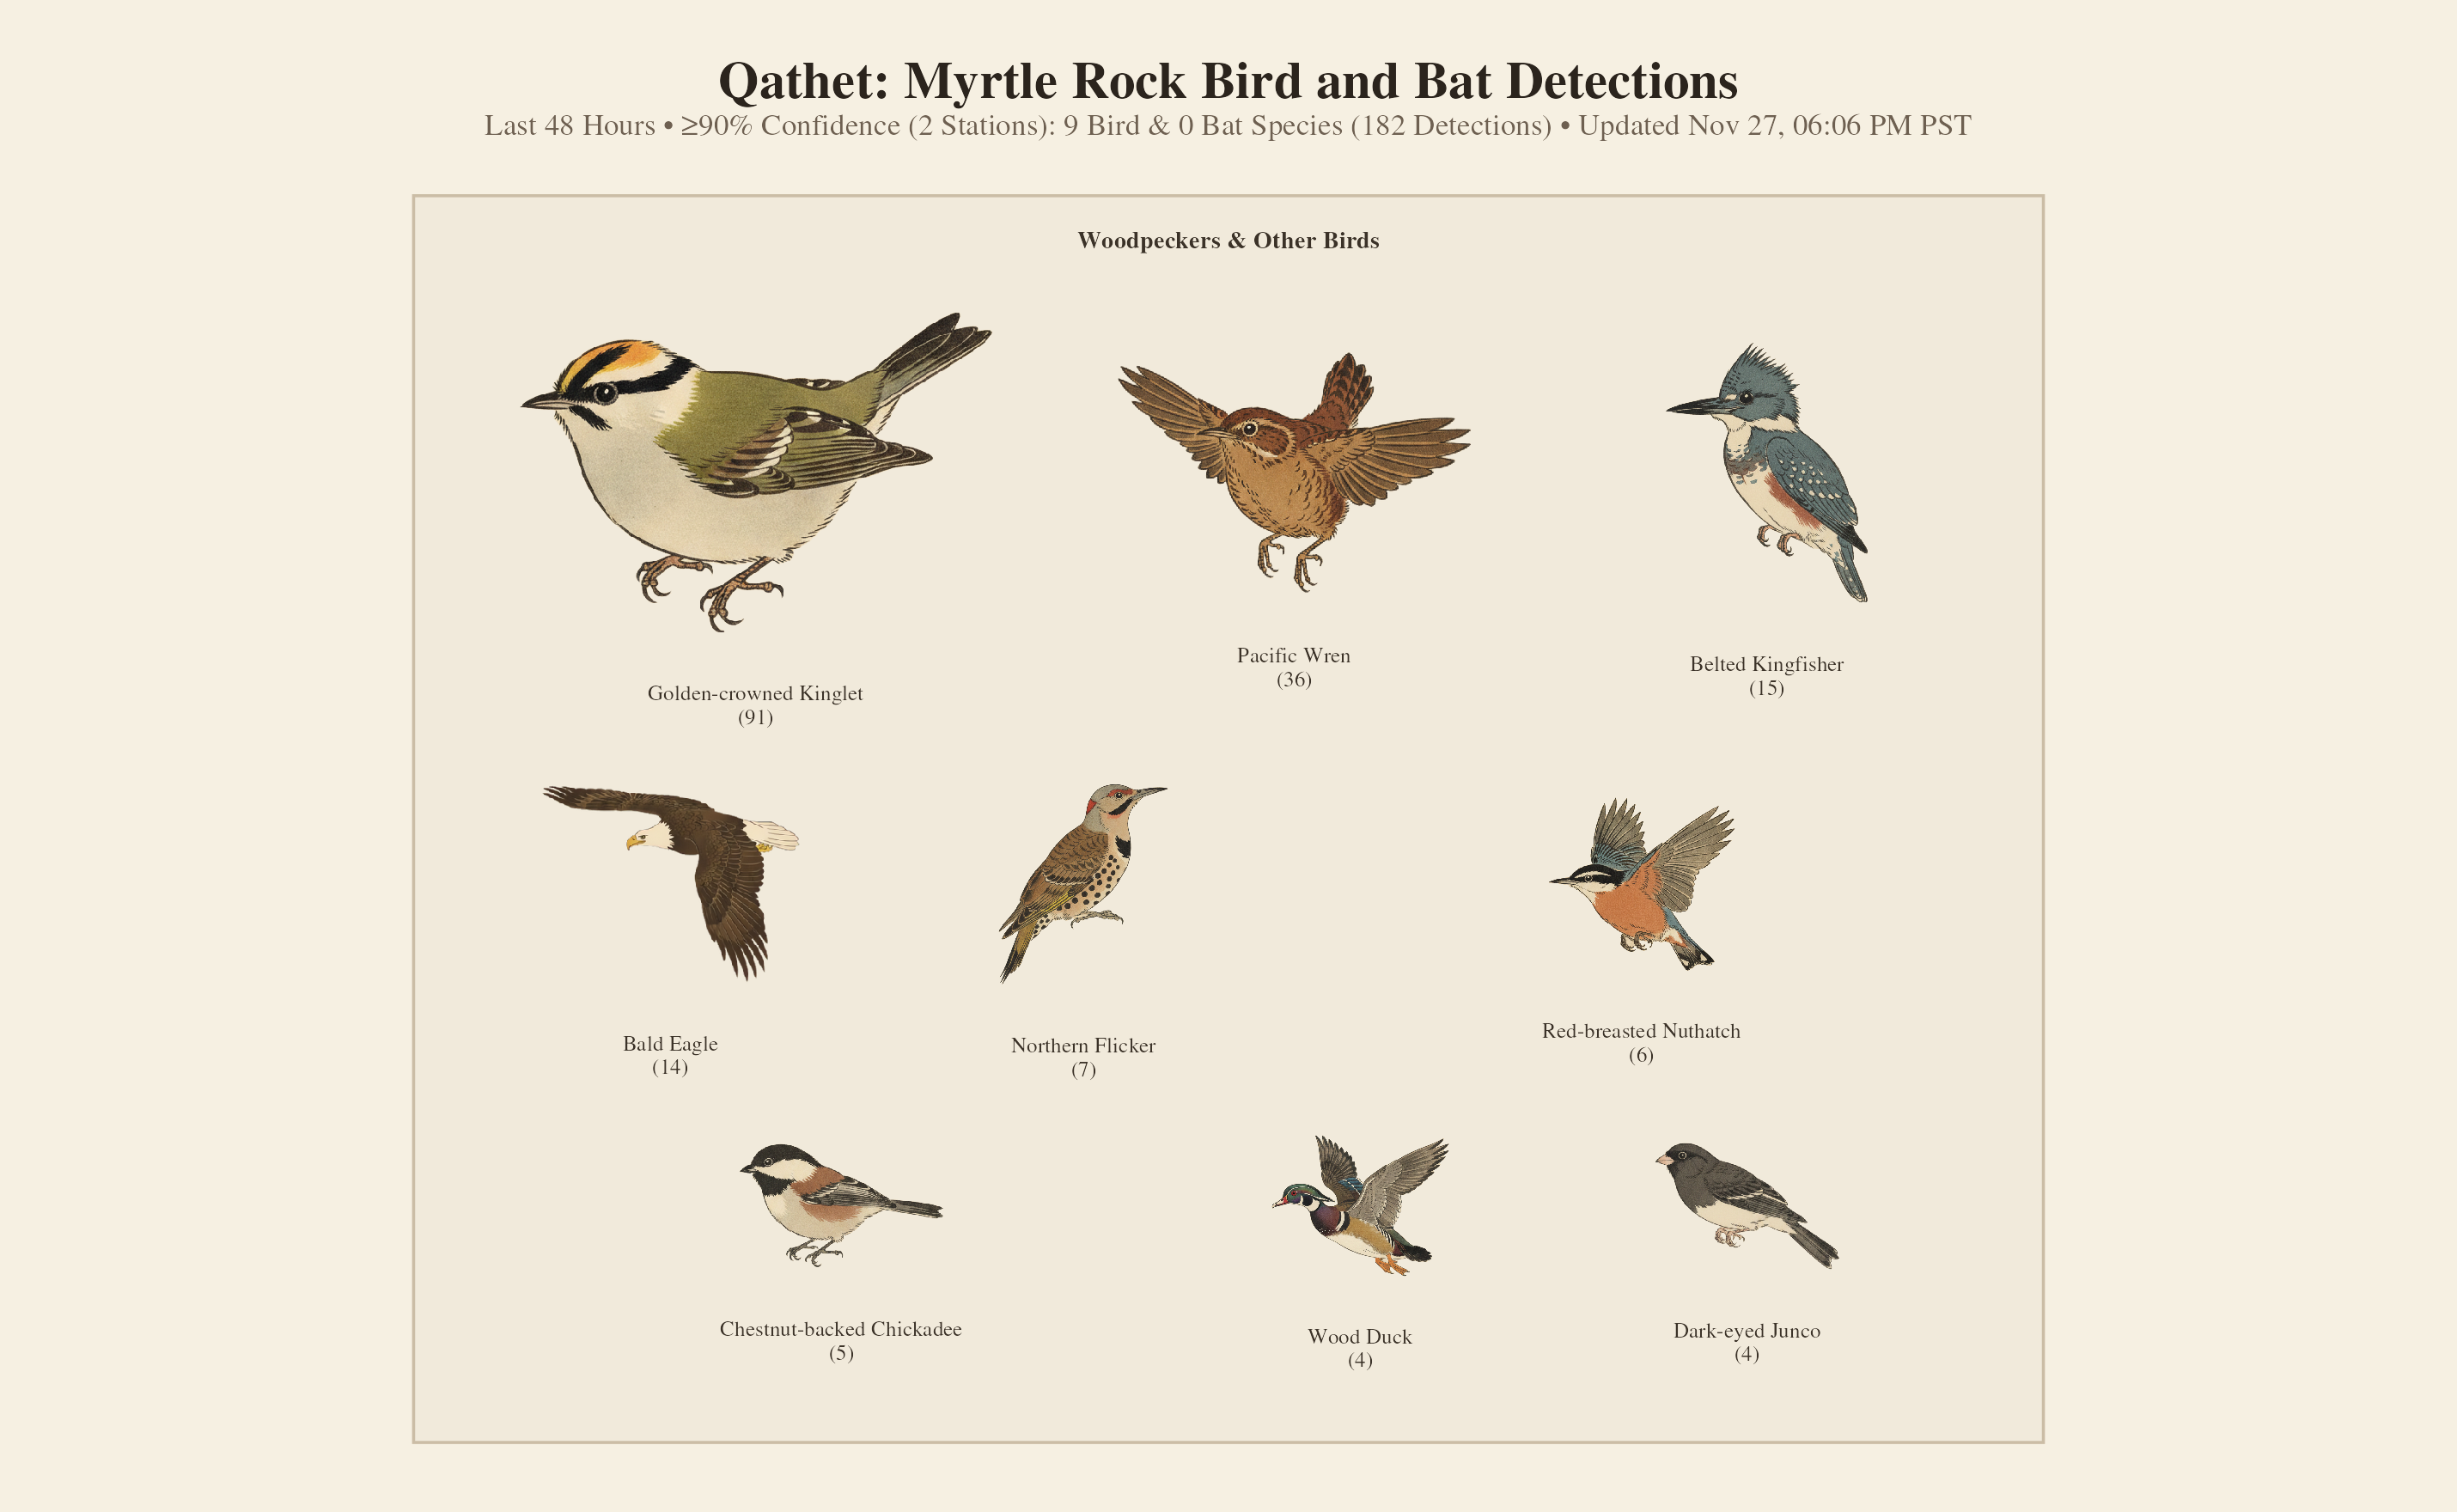 Qathet: Myrtle Rock Bird and Bat Detections
Last 48 Hours • ≥90% Confidence (2 Stations): 9 Bird & 0 Bat Species (182 Detections) • Updated Nov 27, 06:06 PM PST
Woodpeckers & Other Birds
Golden-crowned Kinglet
(91)
Pacific Wren
(36)
Belted Kingfisher
(15)
Bald Eagle
(14)
Northern Flicker
(7)
Red-breasted Nuthatch
(6)
Chestnut-backed Chickadee
(5)
Wood Duck
(4)
Dark-eyed Junco
(4)